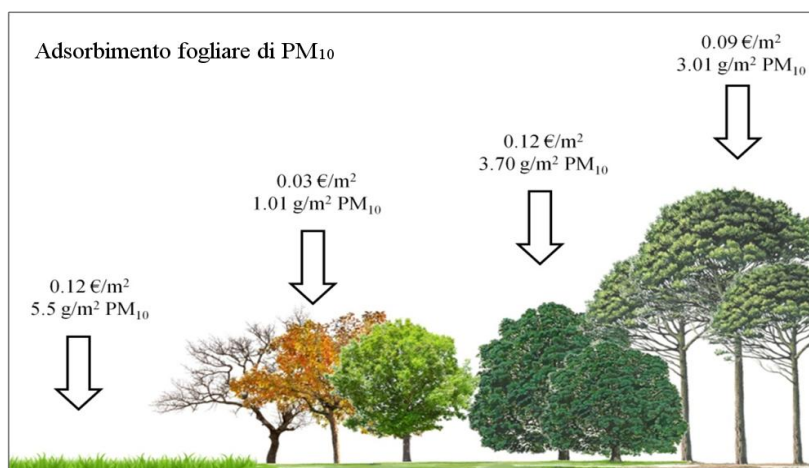 Adsorbimento fogliare di PM₁₀
0.09 €/m²
3.01 g/m² PM₁₀
0.12 €/m²
3.70 g/m² PM₁₀
0.03 €/m²
1.01 g/m² PM₁₀
0.12 €/m²
5.5 g/m² PM₁₀